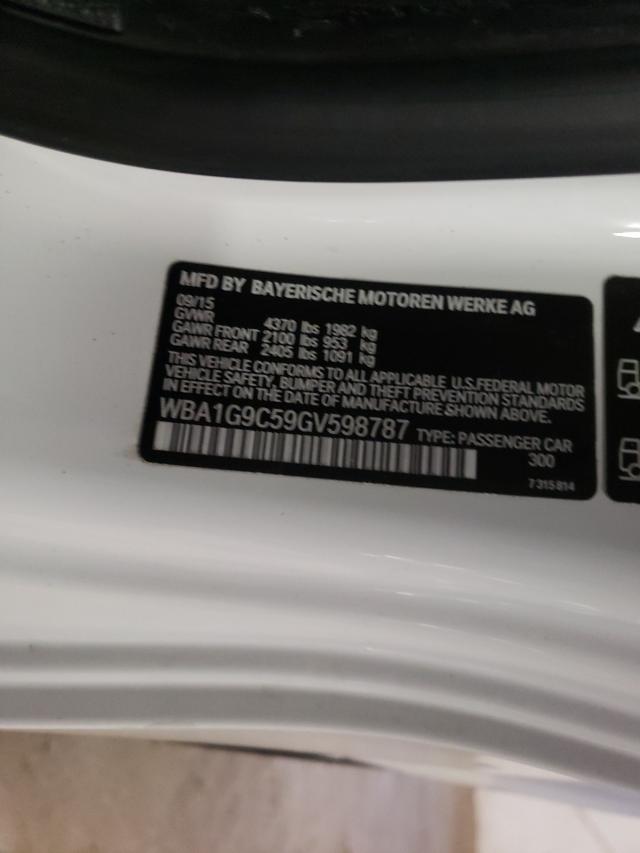 MFD BY BAYERISCHE MOTOREN WERKE AG
09/15
GVWR 4370 lbs 1982 kg
GAWR FRONT 2100 lbs 953 kg
GAWR REAR 2405 lbs 1091 kg
THIS VEHICLE CONFORMS TO ALL APPLICABLE U.S.FEDERAL MOTOR
VEHICLE SAFETY, BUMPER AND THEFT PREVENTION STANDARDS
IN EFFECT ON THE DATE OF MANUFACTURE SHOWN ABOVE.
WBA1G9C59GV598787 TYPE: PASSENGER CAR
300
7315814